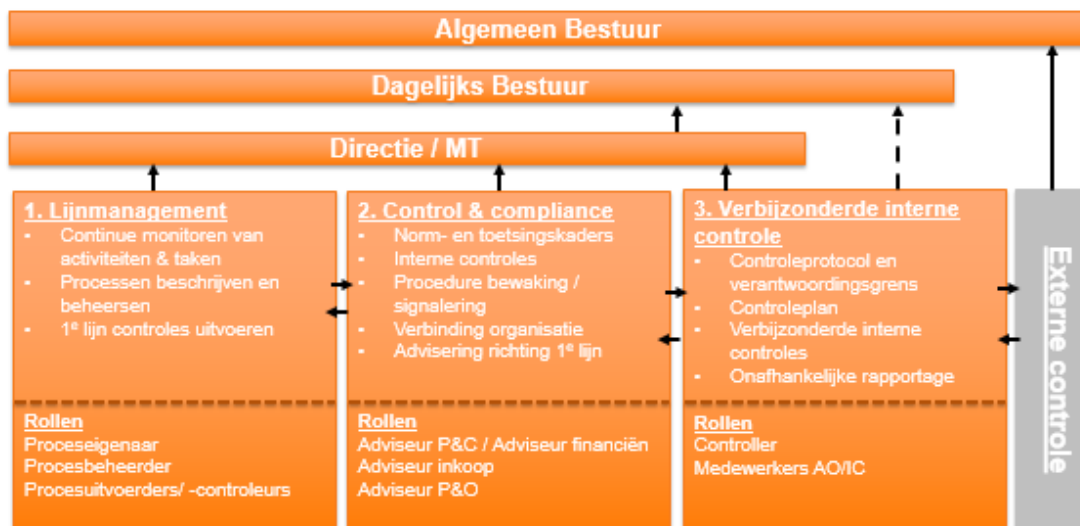 Algemeen Bestuur
Dagelijks Bestuur
Directie / MT
1. Lijnmanagement
- Continue monitoren van
activiteiten & taken
- Processen beschrijven en
beheersen
- 1e lijn controles uitvoeren
Rollen
Proceseigenaar
Procesbeheerder
Procesuitvoerders/ -controleurs
2. Control & compliance
- Norm- en toetsingskaders
- Interne controles
- Procedure bewaking /
signalering
- Verbinding organisatie
- Advisering richting 1e lijn
Rollen
Adviseur P&C / Adviseur financiën
Adviseur inkoop
Adviseur P&O
3. Verbijzonderde interne
controle
- Controleprotocol en
verantwoordingsgrens
- Controleplan
- Verbijzonderde interne
controles
- Onafhankelijke rapportage
Rollen
Controller
Medewerkers AO/IC
Externe controle